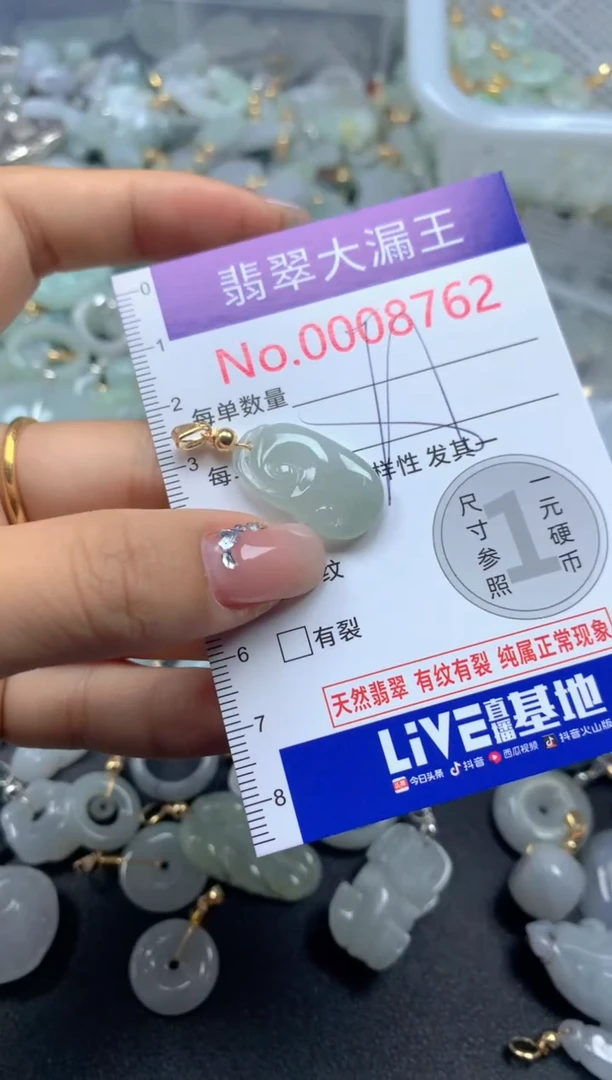 翡翠大漏王
No.0008762
每单数量
每
样性 发其一
纹
有裂
一元硬币
尺寸参照
1
天然翡翠 有纹有裂 纯属正常现象
LiVE直播基地
今日头条 抖音 西瓜视频 抖音火山版
0
1
2
3
6
7
8